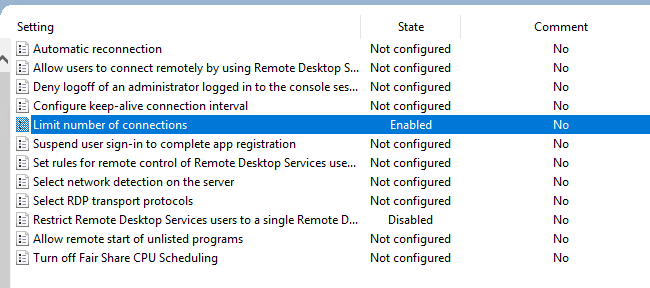 Setting State Comment
Automatic reconnection Not configured No
Allow users to connect remotely by using Remote Desktop S... Not configured No
Deny logoff of an administrator logged in to the console ses... Not configured No
Configure keep-alive connection interval Not configured No
Limit number of connections Enabled No
Suspend user sign-in to complete app registration Not configured No
Set rules for remote control of Remote Desktop Services use... Not configured No
Select network detection on the server Not configured No
Select RDP transport protocols Not configured No
Restrict Remote Desktop Services users to a single Remote D... Disabled No
Allow remote start of unlisted programs Not configured No
Turn off Fair Share CPU Scheduling Not configured No